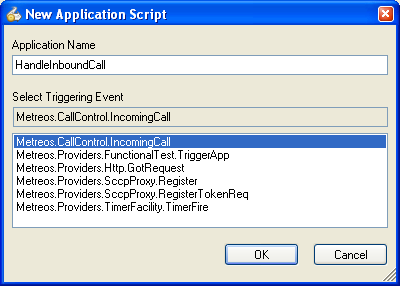 New Application Script
Application Name
HandleInboundCall
Select Triggering Event
Metreos.CallControl.IncomingCall
Metreos.CallControl.IncomingCall
Metreos.Providers.FunctionalTest.TriggerApp
Metreos.Providers.Http.GotRequest
Metreos.Providers.SccpProxy.Register
Metreos.Providers.SccpProxy.RegisterTokenReq
Metreos.Providers.TimerFacility.TimerFire
OK
Cancel